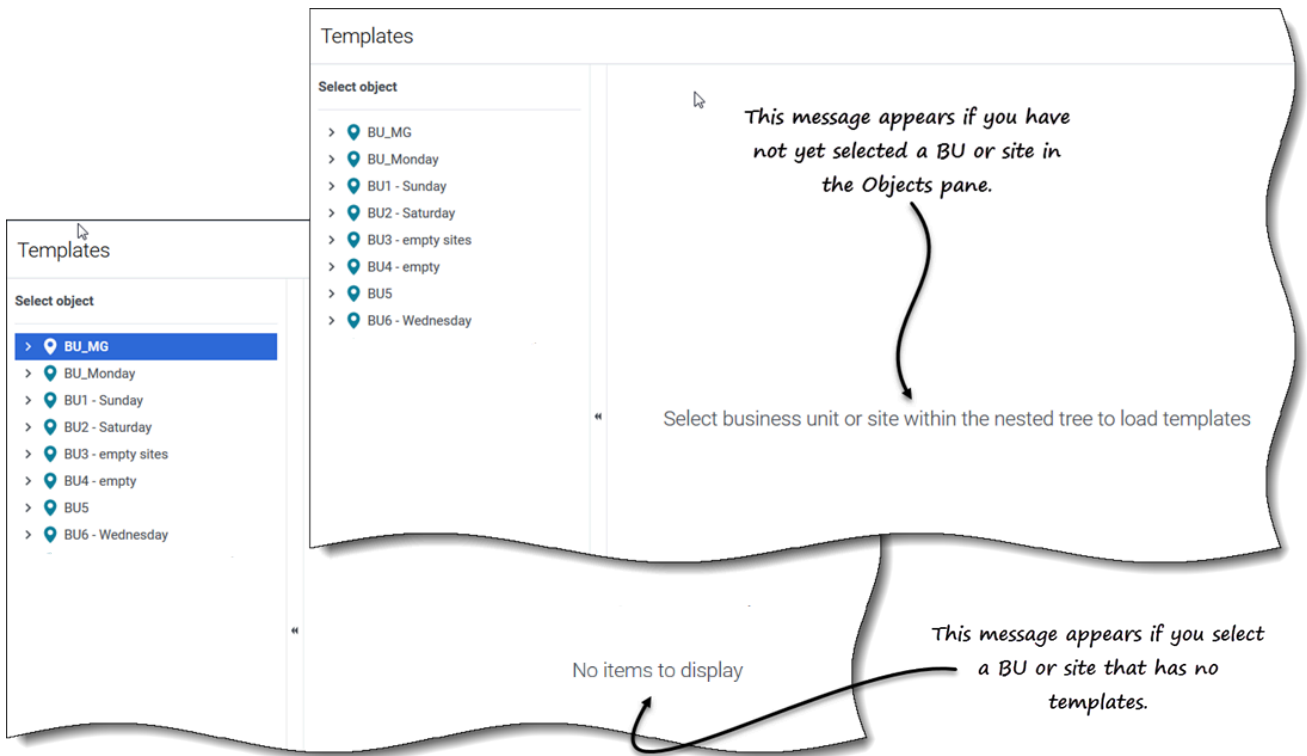 Templates
Select object
BU_MG
BU_Monday
BU1 - Sunday
BU2 - Saturday
BU3 - empty sites
BU4 - empty
BU5
BU6 - Wednesday
This message appears if you have
not yet selected a BU or site in
the Objects pane.
Select business unit or site within the nested tree to load templates
Templates
Select object
BU_MG
BU_Monday
BU1 - Sunday
BU2 - Saturday
BU3 - empty sites
BU4 - empty
BU5
BU6 - Wednesday
No items to display
This message appears if you select
a BU or site that has no
templates.